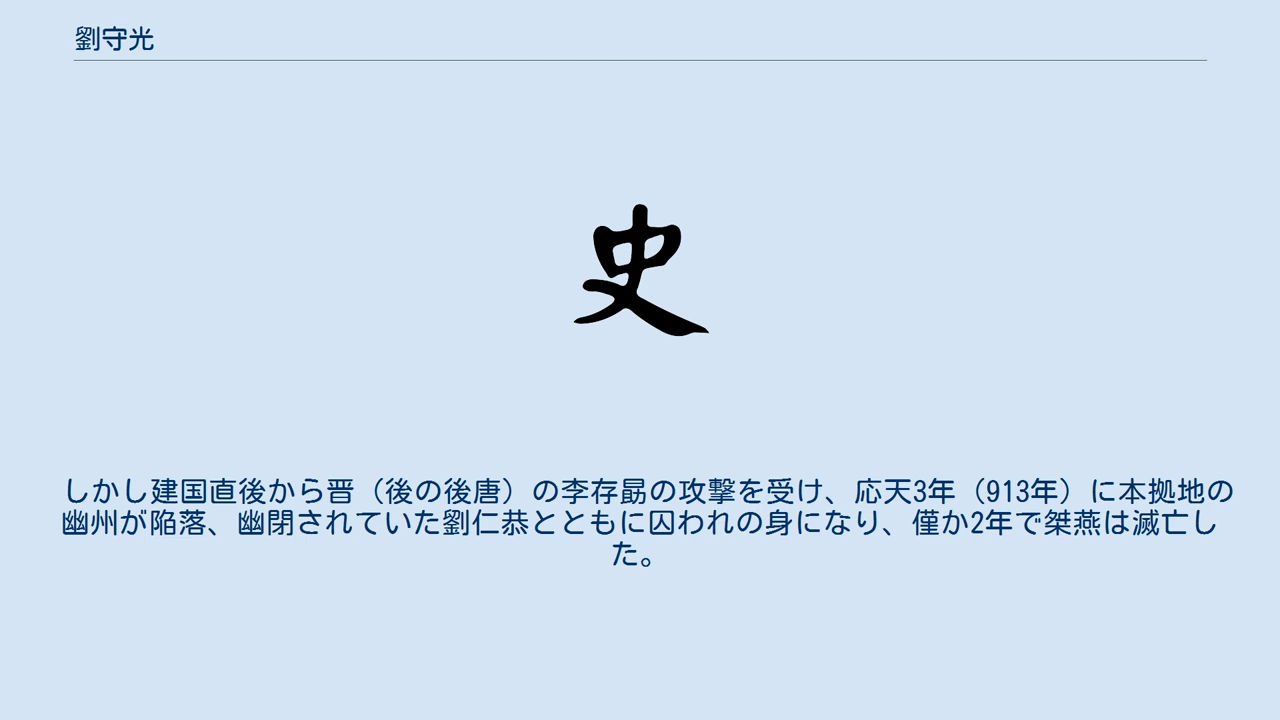 劉守光
史
しかし建国直後から晋（後の後唐）の李存勗の攻撃を受け、応天3年（913年）に本拠地の
幽州が陥落、幽閉されていた劉仁恭とともに囚われの身になり、僅か2年で桀燕は滅亡し
た。